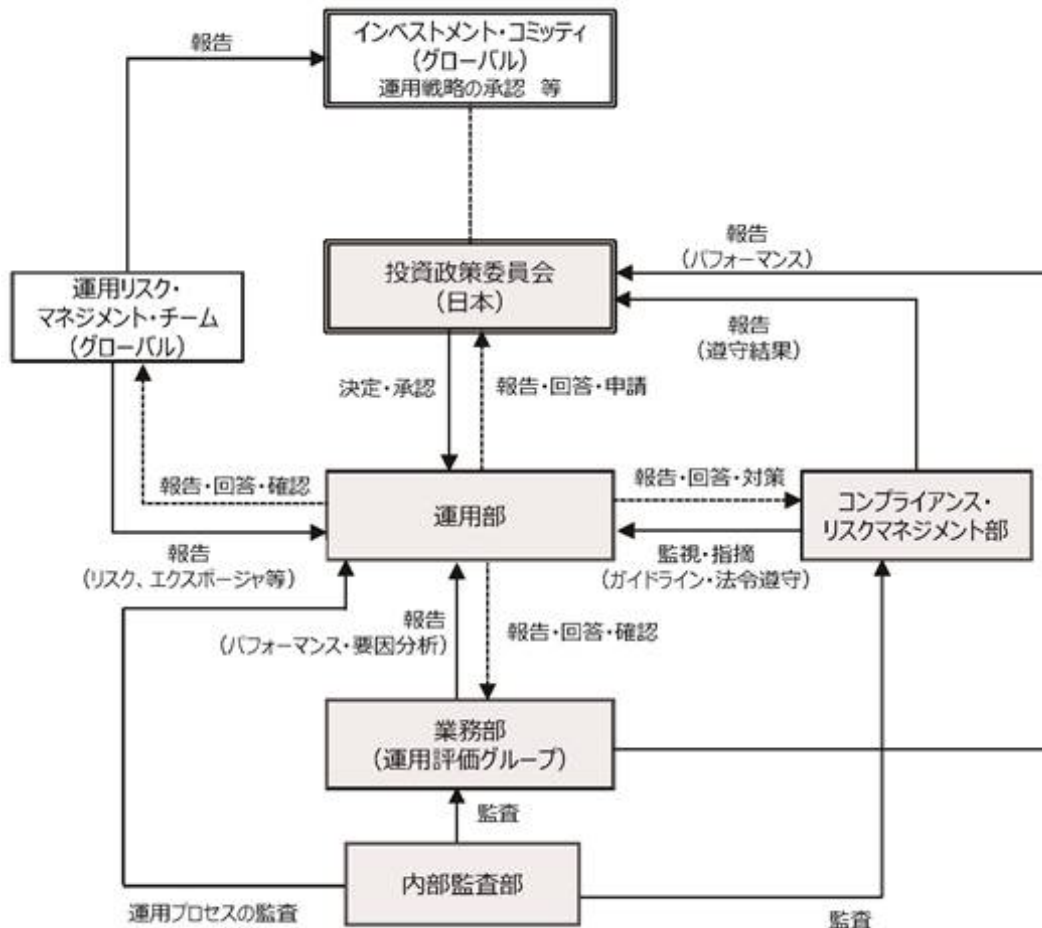 インベストメント・コミッティ
(グローバル)
運用戦略の承認 等
報告
報告
(パフォーマンス)
投資政策委員会
(日本)
運用リスク・
マネジメント・チーム
(グローバル)
報告
(遵守結果)
決定・承認
報告・回答・申請
報告・回答・確認
運用部
報告・回答・対策
コンプライアンス・
リスクマネジメント部
報告
(リスク、エクスポージャ等)
監視・指摘
(ガイドライン・法令遵守)
報告
(パフォーマンス・要因分析)
報告・回答・確認
業務部
(運用評価グループ)
監査
内部監査部
運用プロセスの監査
監査